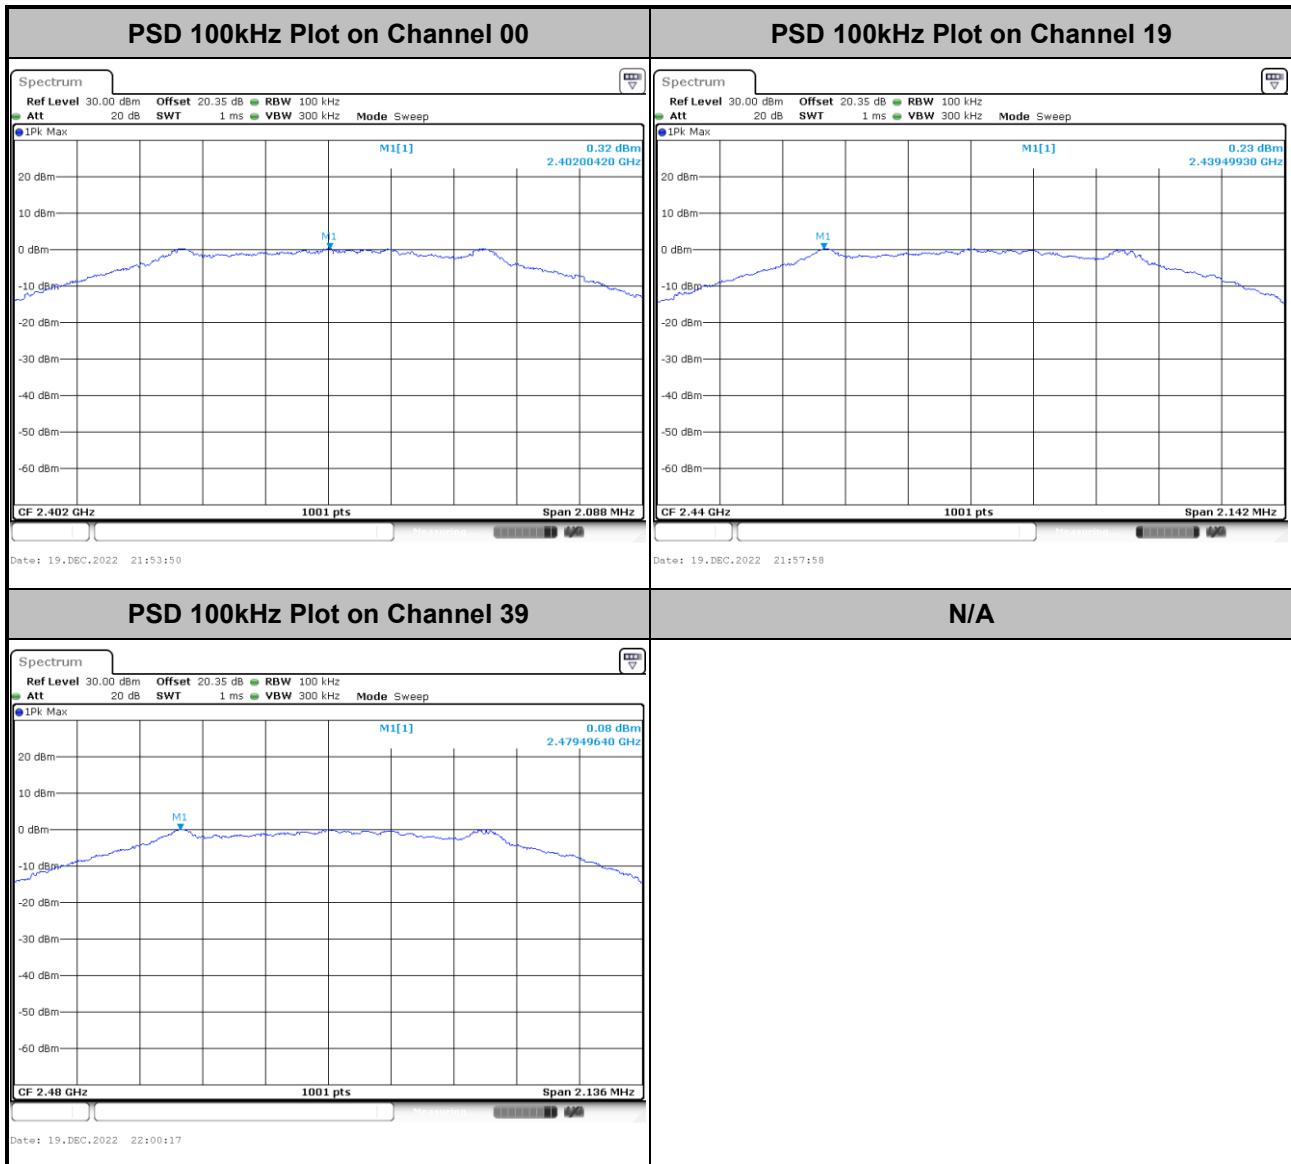 PSD 100kHz Plot on Channel 00
Spectrum
Ref Level 30.00 dBm Offset 20.35 dB RBW 100 kHz
Att 20 dB SWT 1 ms VBW 300 kHz Mode Sweep
1Pk Max
M1[1] 0.32 dBm
2.40200420 GHz
20 dBm
10 dBm
M1
0 dBm
-10 dBm
-20 dBm
-30 dBm
-40 dBm
-50 dBm
-60 dBm
CF 2.402 GHz 1001 pts Span 2.088 MHz
Measuring
Date: 19.DEC.2022 21:53:50
PSD 100kHz Plot on Channel 19
Spectrum
Ref Level 30.00 dBm Offset 20.35 dB RBW 100 kHz
Att 20 dB SWT 1 ms VBW 300 kHz Mode Sweep
1Pk Max
M1[1] 0.23 dBm
2.43949930 GHz
20 dBm
10 dBm
M1
0 dBm
-10 dBm
-20 dBm
-30 dBm
-40 dBm
-50 dBm
-60 dBm
CF 2.44 GHz 1001 pts Span 2.142 MHz
Measuring
Date: 19.DEC.2022 21:57:58
PSD 100kHz Plot on Channel 39
Spectrum
Ref Level 30.00 dBm Offset 20.35 dB RBW 100 kHz
Att 20 dB SWT 1 ms VBW 300 kHz Mode Sweep
1Pk Max
M1[1] 0.08 dBm
2.47949640 GHz
20 dBm
10 dBm
M1
0 dBm
-10 dBm
-20 dBm
-30 dBm
-40 dBm
-50 dBm
-60 dBm
CF 2.48 GHz 1001 pts Span 2.136 MHz
Measuring
Date: 19.DEC.2022 22:00:17
N/A